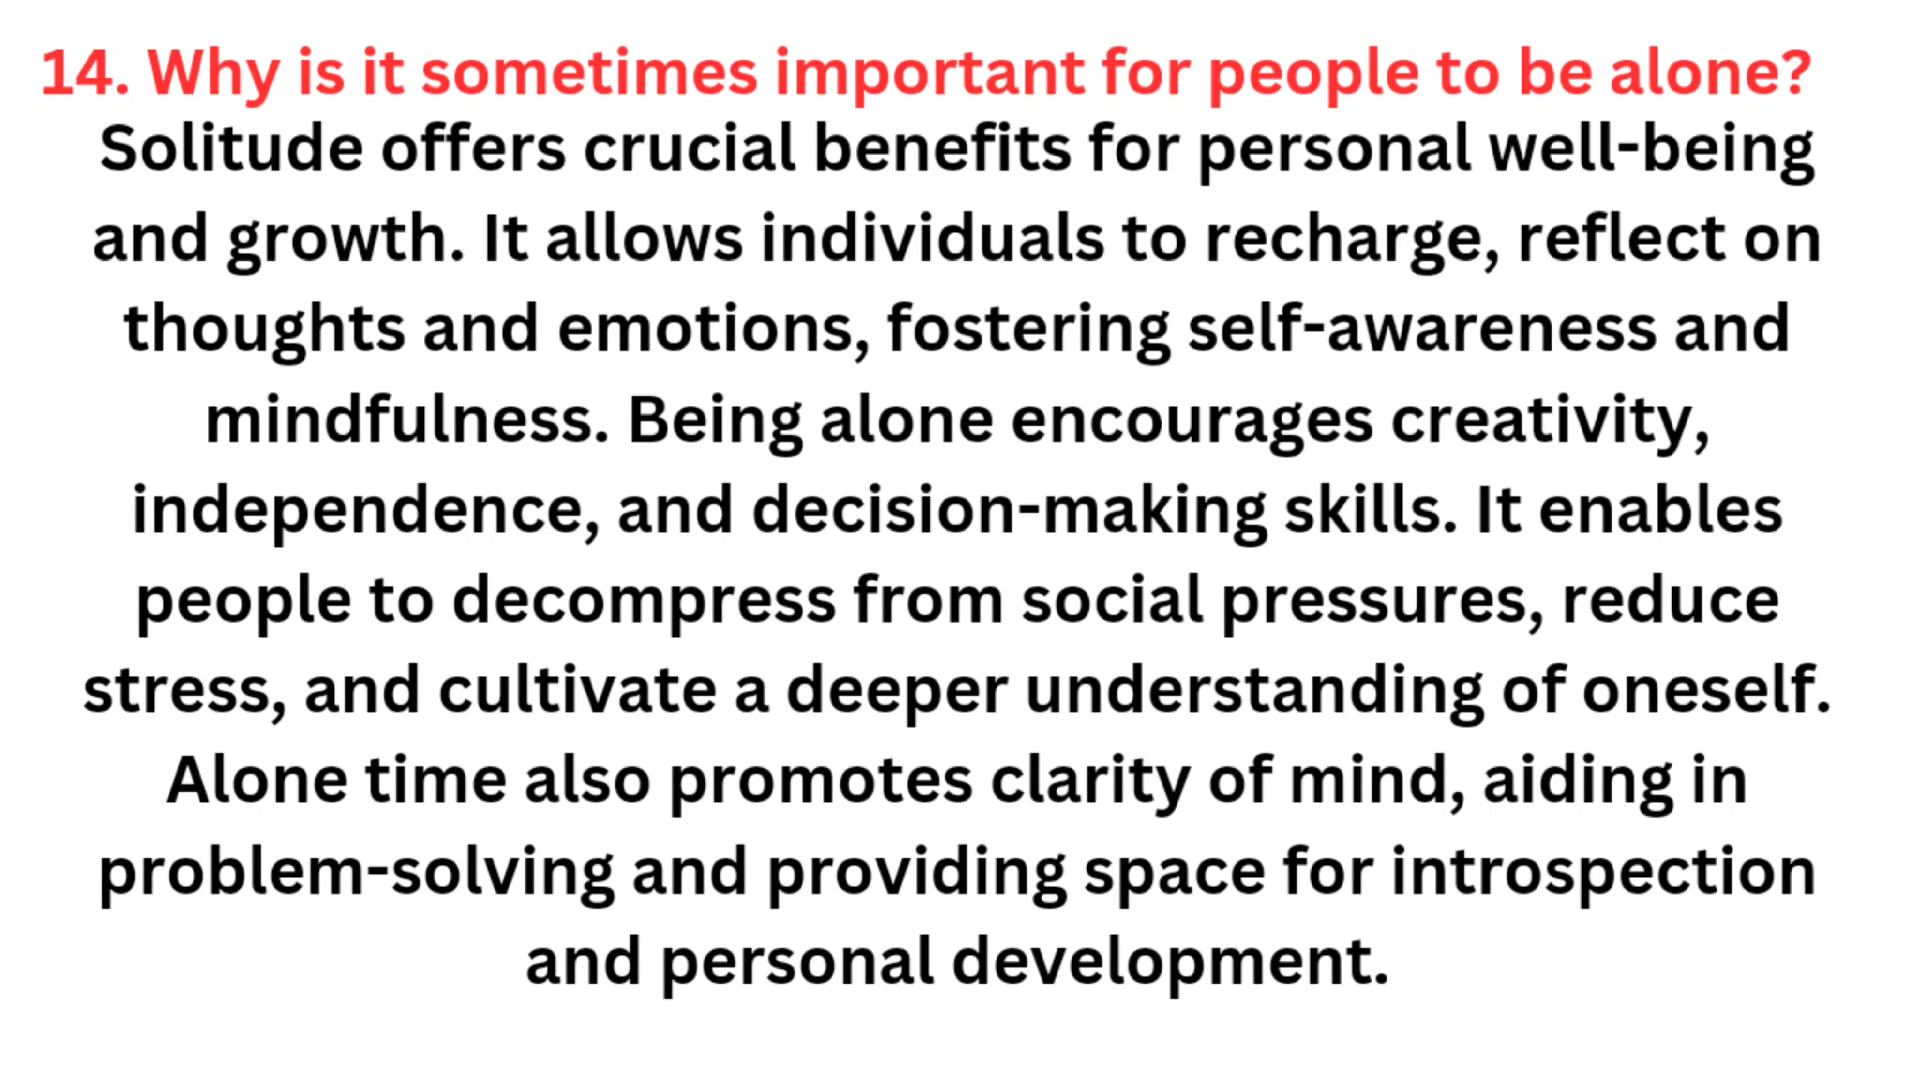 14. Why is it sometimes important for people to be alone?
Solitude offers crucial benefits for personal well-being
and growth. It allows individuals to recharge, reflect on
thoughts and emotions, fostering self-awareness and
mindfulness. Being alone encourages creativity,
independence, and decision-making skills. It enables
people to decompress from social pressures, reduce
stress, and cultivate a deeper understanding of oneself.
Alone time also promotes clarity of mind, aiding in
problem-solving and providing space for introspection
and personal development.